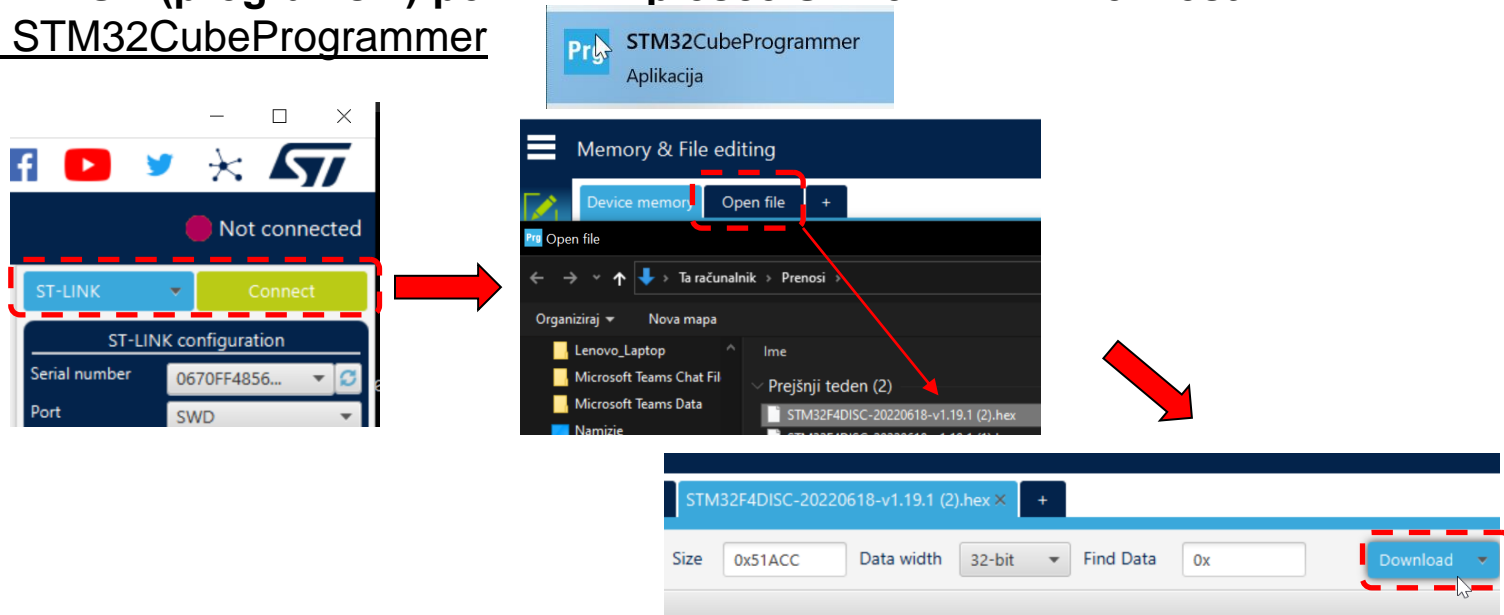 STM32CubeProgrammer
Prg
STM32CubeProgrammer
Aplikacija
Not connected
ST-LINK
Connect
ST-LINK configuration
Serial number
0670FF4856...
Port
SWD
Memory & File editing
Device memory
Open file
+
Prg Open file
Ta računalnik > Prenosi >
Organiziraj
Nova mapa
Lenovo_Laptop
Microsoft Teams Chat Fil
Microsoft Teams Data
Namizje
Ime
Prejšnji teden (2)
STM32F4DISC-20220618-v1.19.1 (2).hex
STM32F4DISC-20220618-v1.19.1 (2).hex ×
+
Size
0x51ACC
Data width
32-bit
Find Data
0x
Download